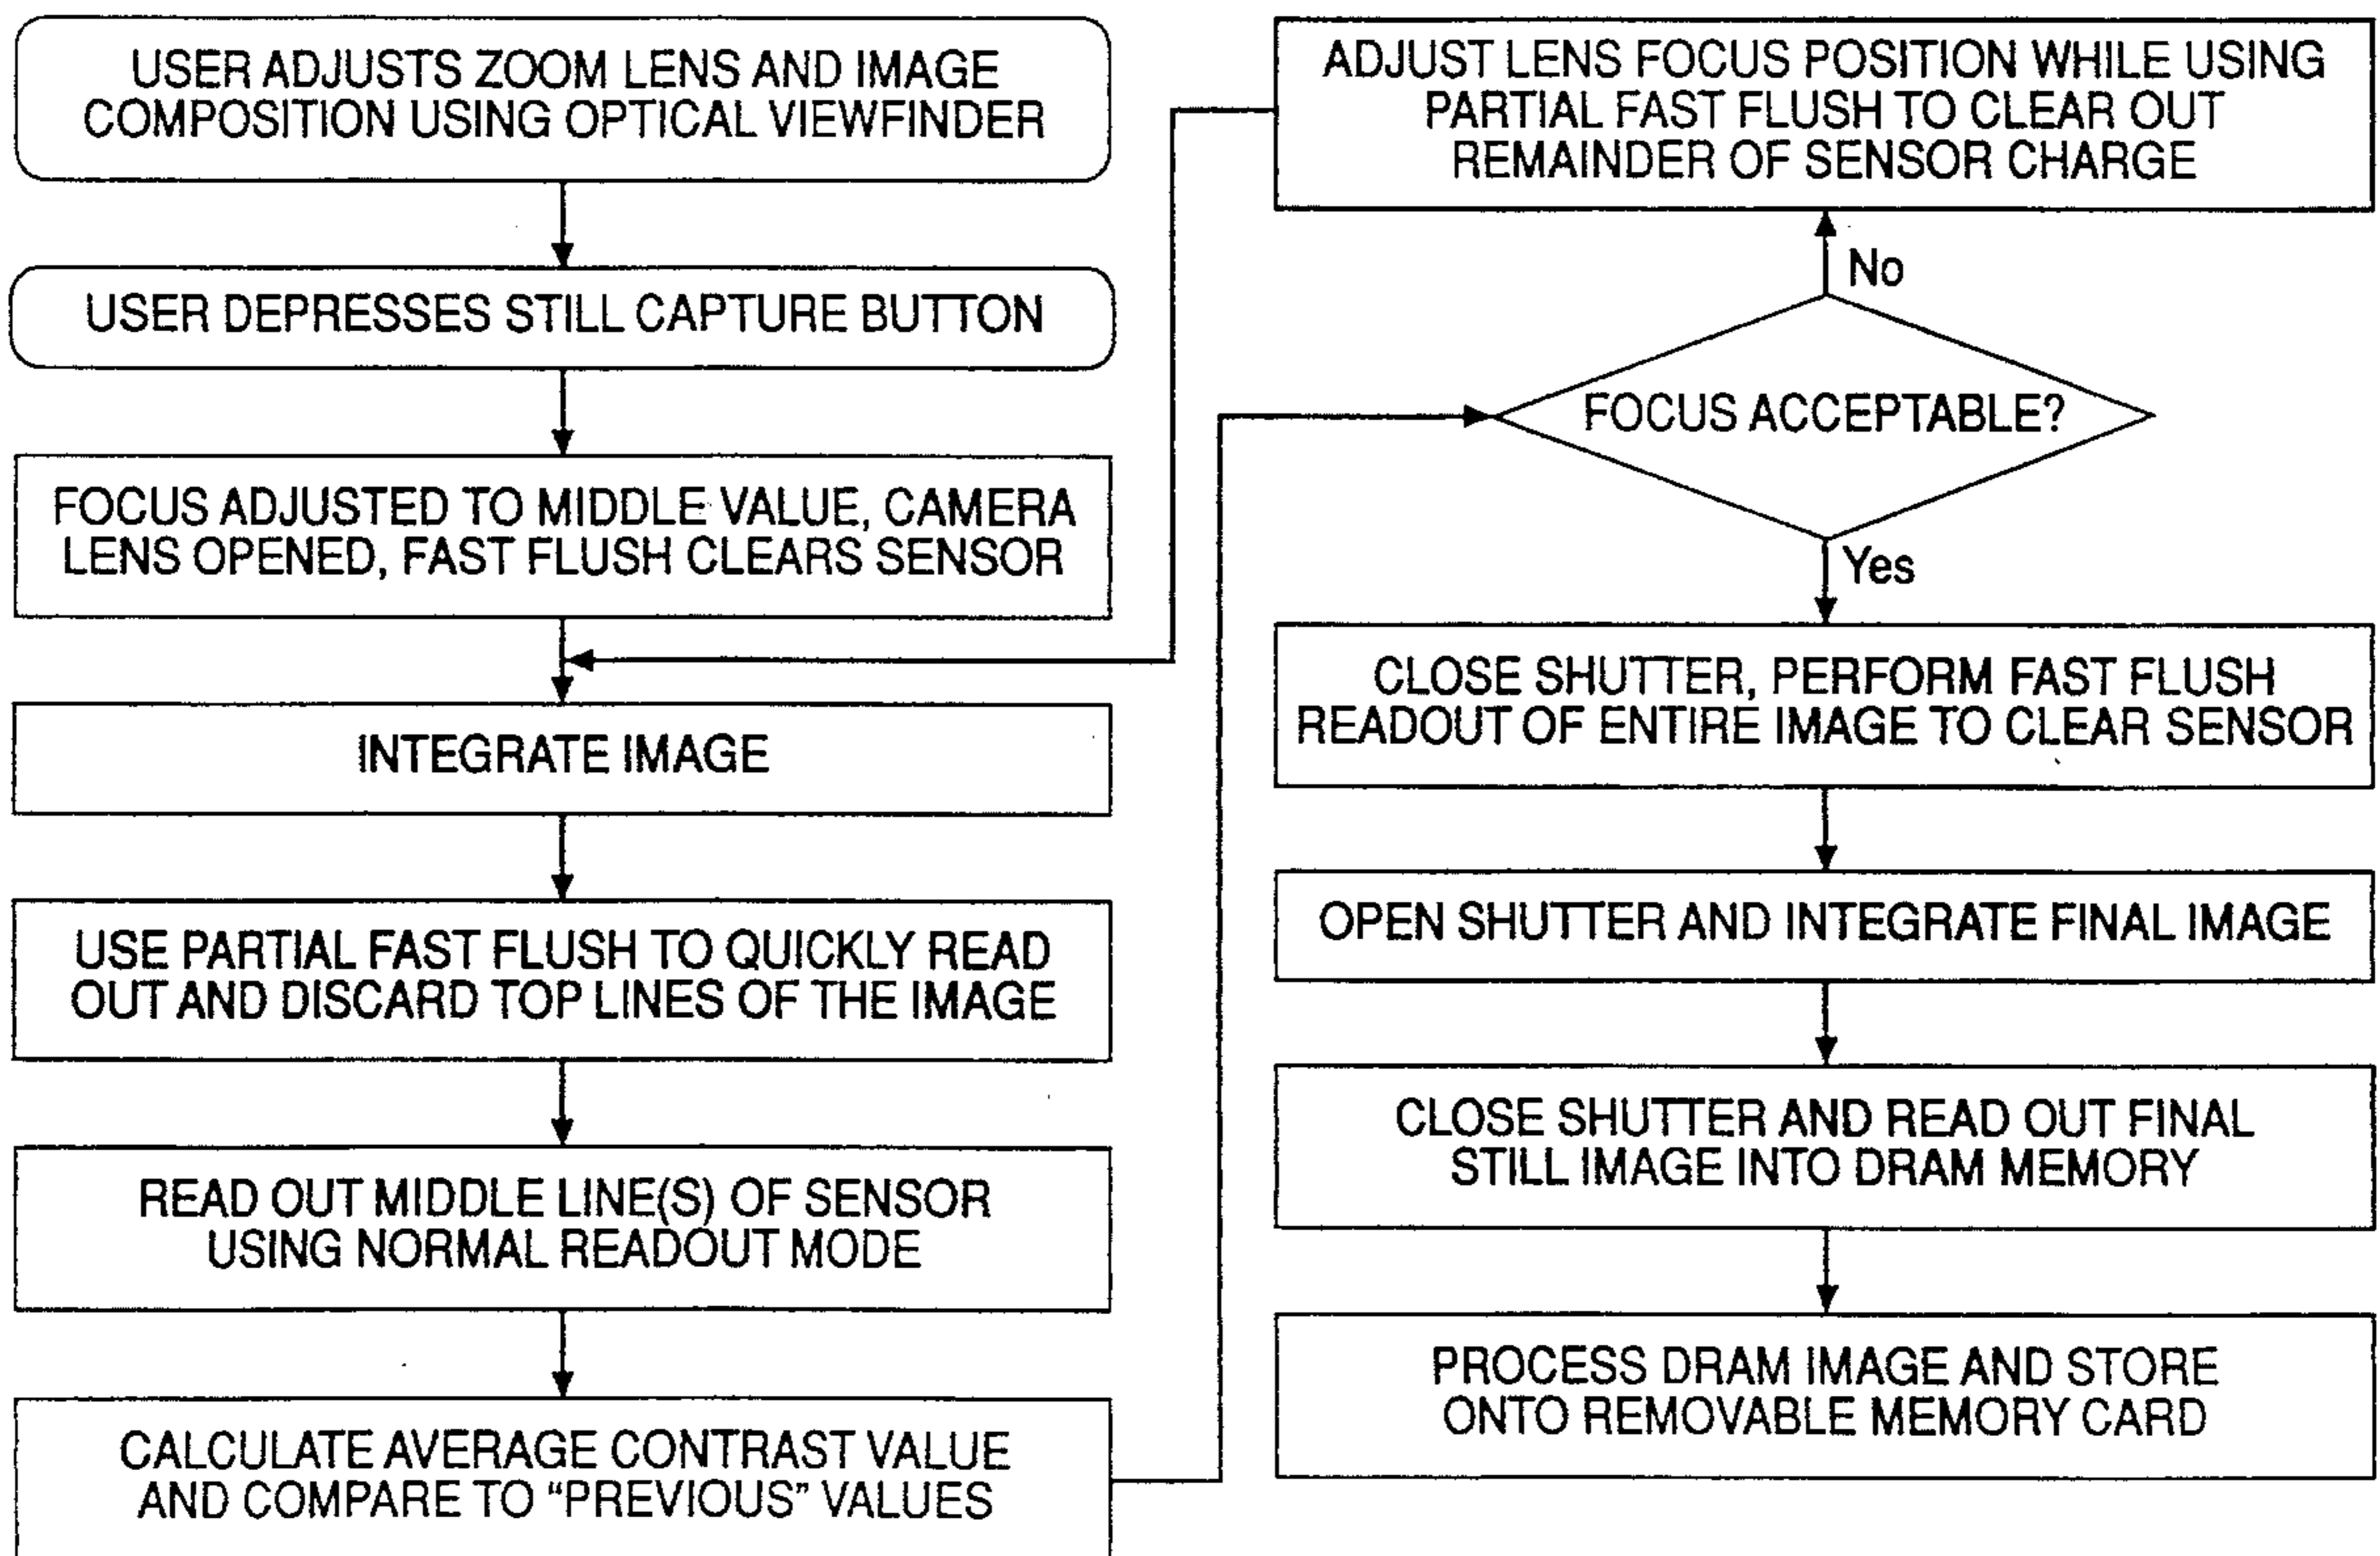 USER ADJUSTS ZOOM LENS AND IMAGE
COMPOSITION USING OPTICAL VIEWFINDER
USER DEPRESSES STILL CAPTURE BUTTON
FOCUS ADJUSTED TO MIDDLE VALUE, CAMERA
LENS OPENED, FAST FLUSH CLEARS SENSOR
INTEGRATE IMAGE
USE PARTIAL FAST FLUSH TO QUICKLY READ
OUT AND DISCARD TOP LINES OF THE IMAGE
READ OUT MIDDLE LINE(S) OF SENSOR
USING NORMAL READOUT MODE
CALCULATE AVERAGE CONTRAST VALUE
AND COMPARE TO “PREVIOUS” VALUES
ADJUST LENS FOCUS POSITION WHILE USING
PARTIAL FAST FLUSH TO CLEAR OUT
REMAINDER OF SENSOR CHARGE
No
FOCUS ACCEPTABLE?
Yes
CLOSE SHUTTER, PERFORM FAST FLUSH
READOUT OF ENTIRE IMAGE TO CLEAR SENSOR
OPEN SHUTTER AND INTEGRATE FINAL IMAGE
CLOSE SHUTTER AND READ OUT FINAL
STILL IMAGE INTO DRAM MEMORY
PROCESS DRAM IMAGE AND STORE
ONTO REMOVABLE MEMORY CARD